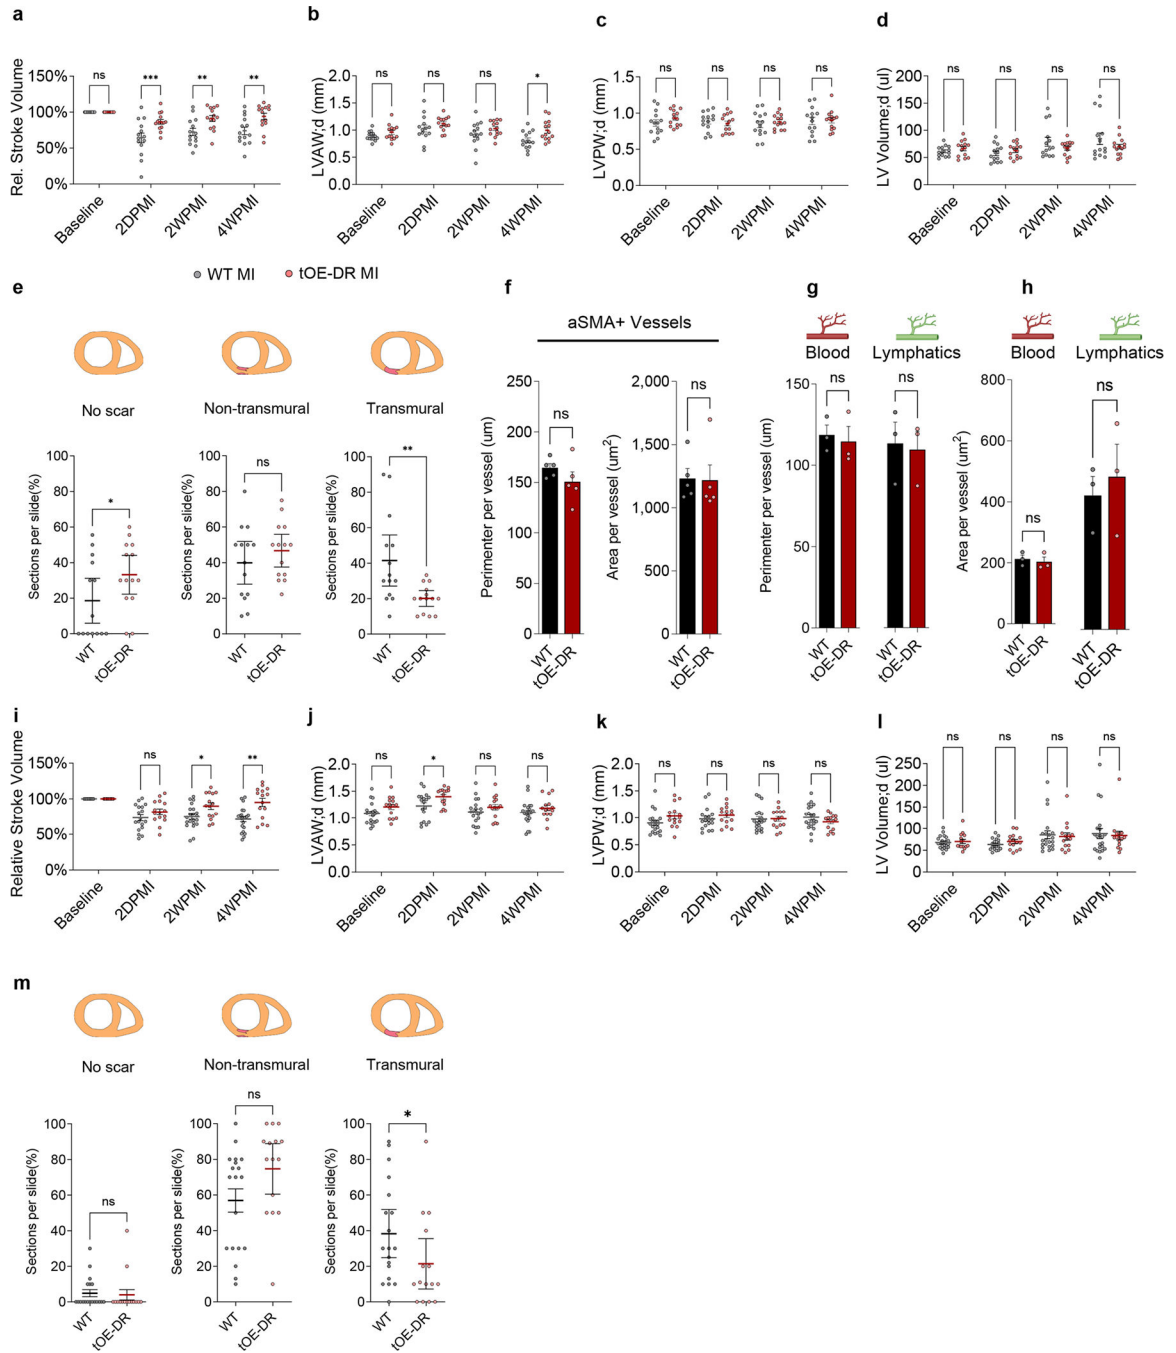 a
Rel. Stroke Volume
150%
100%
50%
0%
ns
***
**
**
Baseline
2DPMI
2WPMI
4WPMI
b
LVAW;d (mm)
2.0
1.5
1.0
0.5
0.0
ns
ns
ns
*
Baseline
2DPMI
2WPMI
4WPMI
c
LVPW;d (mm)
1.5
1.0
0.5
0.0
ns
ns
ns
ns
Baseline
2DPMI
2WPMI
4WPMI
d
LV Volume;d (ul)
200
150
100
50
0
ns
ns
ns
ns
Baseline
2DPMI
2WPMI
4WPMI
WT MI
tOE-DR MI
e
No scar
Non-transmural
Transmural
Sections per slide(%)
100
80
60
40
20
0
*
WT
tOE-DR
Sections per slide(%)
100
80
60
40
20
0
ns
WT
tOE-DR
Sections per slide(%)
100
80
60
40
20
0
**
WT
tOE-DR
f
aSMA+ Vessels
Perimenter per vessel (um)
250
200
150
100
50
0
ns
WT
tOE-DR
Area per vessel (um2)
2,000
1,500
1,000
500
0
ns
WT
tOE-DR
g
Blood
Lymphatics
Perimenter per vessel (um)
150
100
50
0
ns
ns
WT
tOE-DR
WT
tOE-DR
h
Blood
Lymphatics
Area per vessel (um2)
800
600
400
200
0
ns
ns
WT
tOE-DR
WT
tOE-DR
i
Relative Stroke Volume
150%
100%
50%
0%
ns
*
**
Baseline
2DPMI
2WPMI
4WPMI
j
LVAW;d (mm)
2.0
1.5
1.0
0.5
0.0
ns
*
ns
ns
Baseline
2DPMI
2WPMI
4WPMI
k
LVPW;d (mm)
2.0
1.5
1.0
0.5
0.0
ns
ns
ns
ns
Baseline
2DPMI
2WPMI
4WPMI
l
LV Volume;d (ul)
250
200
150
100
50
0
ns
ns
ns
ns
Baseline
2DPMI
2WPMI
4WPMI
m
No scar
Non-transmural
Transmural
Sections per slide(%)
100
80
60
40
20
0
ns
WT
tOE-DR
Sections per slide(%)
100
80
60
40
20
0
ns
WT
tOE-DR
Sections per slide(%)
100
80
60
40
20
0
*
WT
tOE-DR